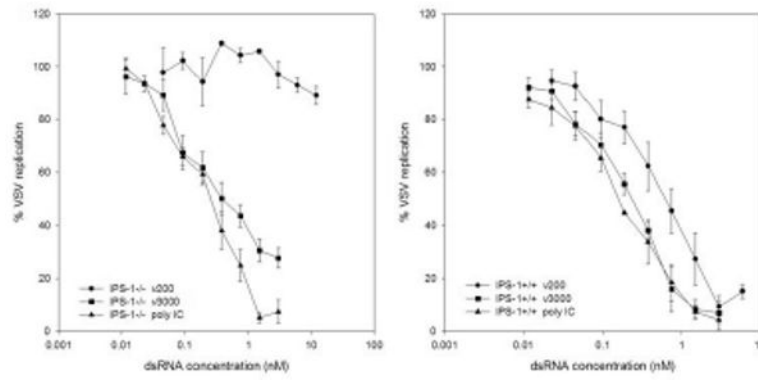 120
100
80
60
40
20
0
% VSV replication
IPS-1-/- v200
IPS-1-/- v3000
IPS-1-/- poly IC
0.001 0.01 0.1 1 10 100
dsRNA concentration (nM)
120
100
80
60
40
20
0
% VSV replication
IPS-1+/+ v200
IPS-1+/+ v3000
IPS-1+/+ poly IC
0.001 0.01 0.1 1 10
dsRNA concentration (nM)